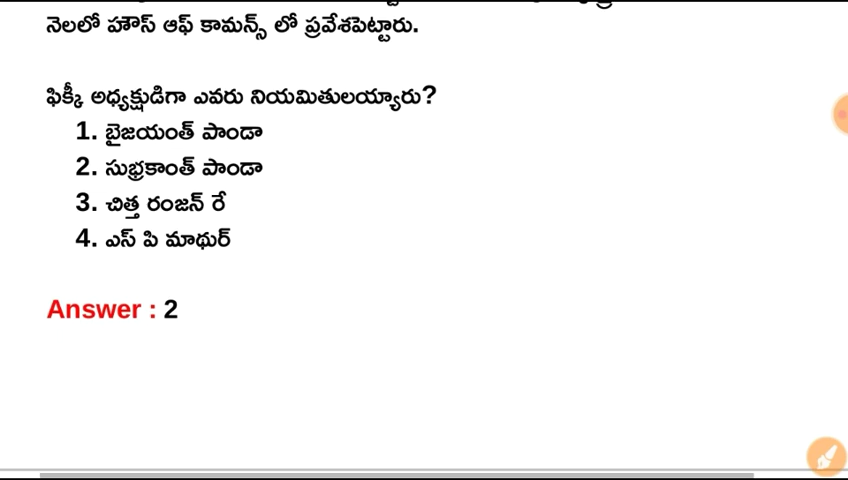 నెలలో హౌస్ ఆఫ్ కామన్స్ లో ప్రవేశపెట్టారు.
ఫిక్కీ అధ్యక్షుడిగా ఎవరు నియమితులయ్యారు?
1. బైజయంత్ పాండా
2. సుభ్రకాంత్ పాండా
3. చిత్త రంజన్ రే
4. ఎస్ పి మాథుర్
Answer : 2